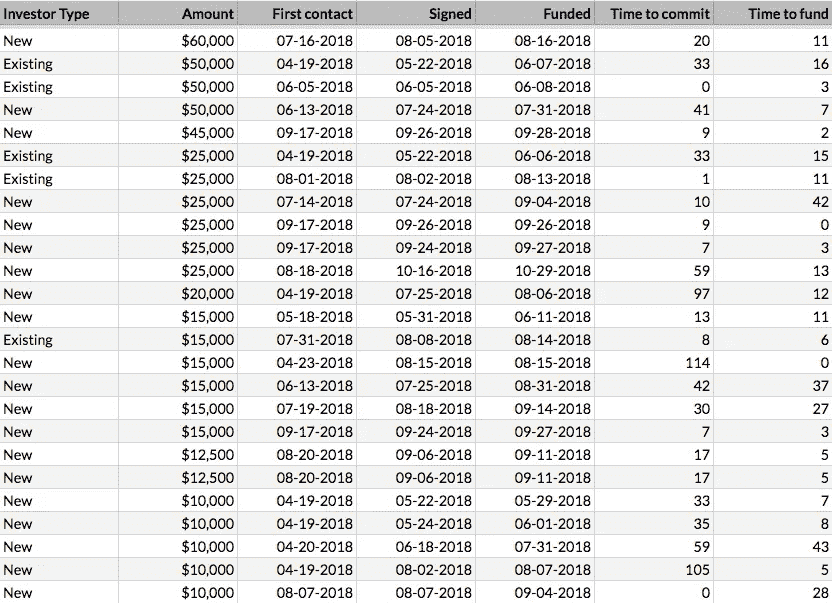 Investor Type Amount First contact Signed Funded Time to commit Time to fund
New $60,000 07-16-2018 08-05-2018 08-16-2018 20 11
Existing $50,000 04-19-2018 05-22-2018 06-07-2018 33 16
Existing $50,000 06-05-2018 06-05-2018 06-08-2018 0 3
New $50,000 06-13-2018 07-24-2018 07-31-2018 41 7
New $45,000 09-17-2018 09-26-2018 09-28-2018 9 2
Existing $25,000 04-19-2018 05-22-2018 06-06-2018 33 15
Existing $25,000 08-01-2018 08-02-2018 08-13-2018 1 11
New $25,000 07-14-2018 07-24-2018 09-04-2018 10 42
New $25,000 09-17-2018 09-26-2018 09-26-2018 9 0
New $25,000 09-17-2018 09-24-2018 09-27-2018 7 3
New $25,000 08-18-2018 10-16-2018 10-29-2018 59 13
New $20,000 04-19-2018 07-25-2018 08-06-2018 97 12
New $15,000 05-18-2018 05-31-2018 06-11-2018 13 11
Existing $15,000 07-31-2018 08-08-2018 08-14-2018 8 6
New $15,000 04-23-2018 08-15-2018 08-15-2018 114 0
New $15,000 06-13-2018 07-25-2018 08-31-2018 42 37
New $15,000 07-19-2018 08-18-2018 09-14-2018 30 27
New $15,000 09-17-2018 09-24-2018 09-27-2018 7 3
New $12,500 08-20-2018 09-06-2018 09-11-2018 17 5
New $12,500 08-20-2018 09-06-2018 09-11-2018 17 5
New $10,000 04-19-2018 05-22-2018 05-29-2018 33 7
New $10,000 04-19-2018 05-24-2018 06-01-2018 35 8
New $10,000 04-20-2018 06-18-2018 07-31-2018 59 43
New $10,000 04-19-2018 08-02-2018 08-07-2018 105 5
New $10,000 08-07-2018 08-07-2018 09-04-2018 0 28